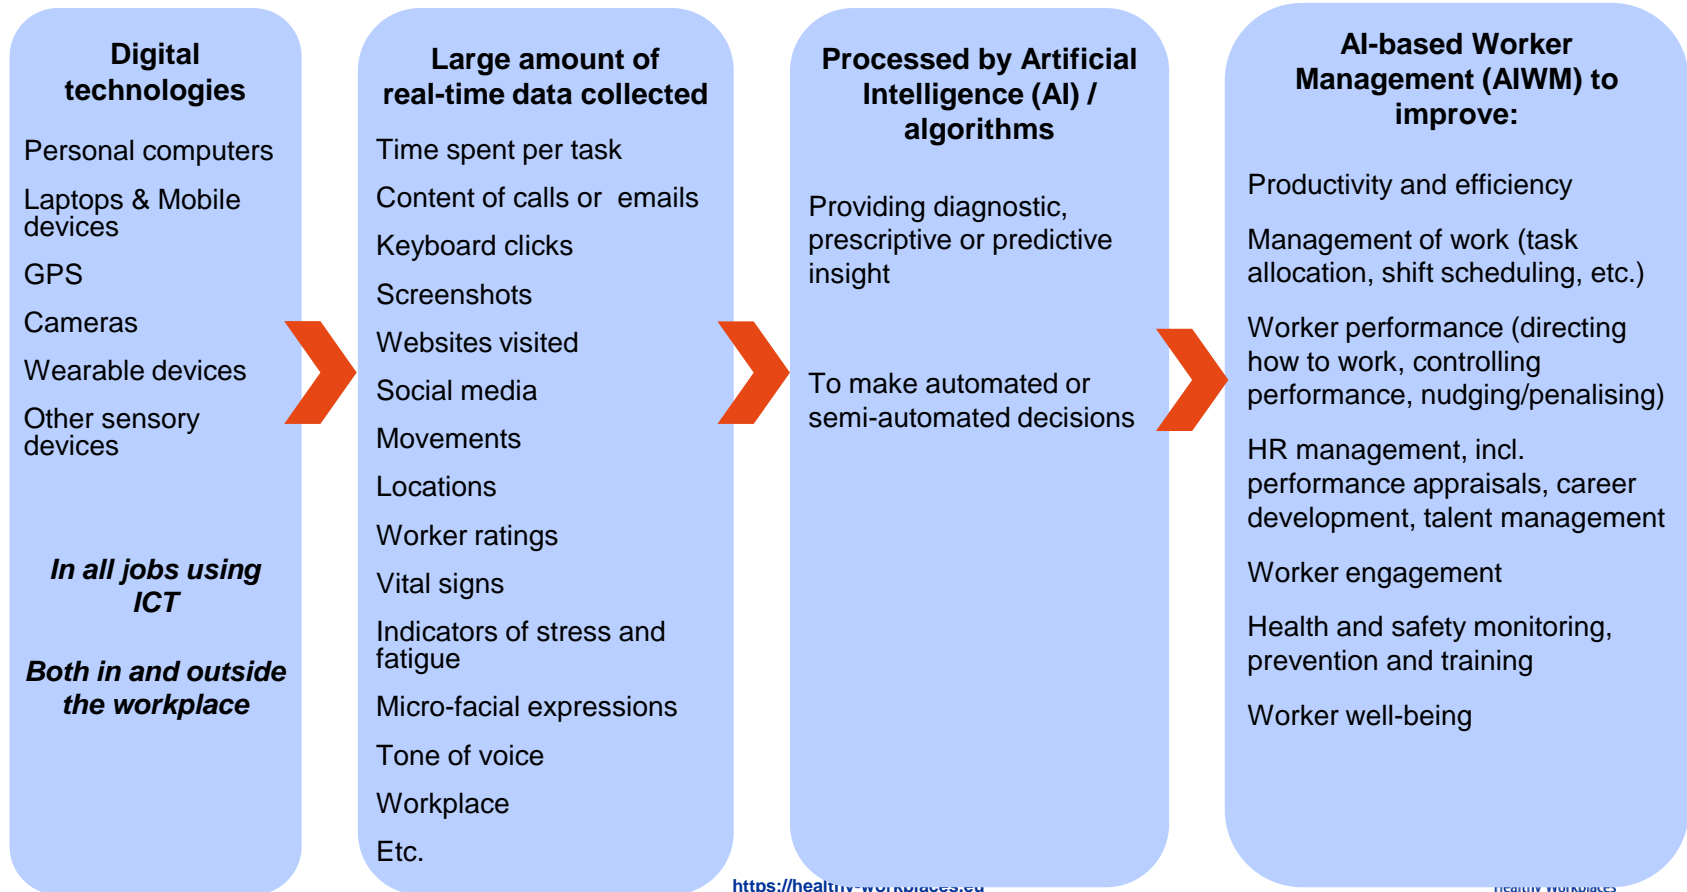 Digital
technologies
Personal computers
Laptops & Mobile
devices
GPS
Cameras
Wearable devices
Other sensory
devices
In all jobs using
ICT
Both in and outside
the workplace
Large amount of
real-time data collected
Time spent per task
Content of calls or emails
Keyboard clicks
Screenshots
Websites visited
Social media
Movements
Locations
Worker ratings
Vital signs
Indicators of stress and
fatigue
Micro-facial expressions
Tone of voice
Workplace
Etc.
Processed by Artificial
Intelligence (AI) /
algorithms
Providing diagnostic,
prescriptive or predictive
insight
To make automated or
semi-automated decisions
AI-based Worker
Management (AIWM) to
improve:
Productivity and efficiency
Management of work (task
allocation, shift scheduling, etc.)
Worker performance (directing
how to work, controlling
performance, nudging/penalising)
HR management, incl.
performance appraisals, career
development, talent management
Worker engagement
Health and safety monitoring,
prevention and training
Worker well-being
https://healthy-workplaces.eu
Healthy Workplaces